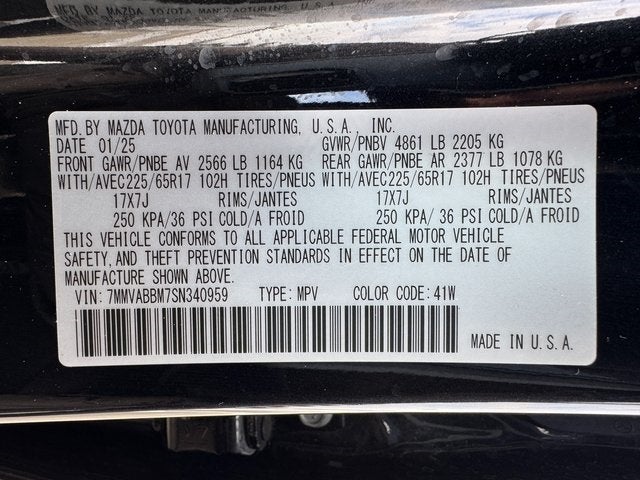 MFD. BY MAZDA TOYOTA MANUFACTURING, U.S.A., INC.
DATE 01/25 GVWR/PNBV 4861 LB 2205 KG
FRONT GAWR/PNBE AV 2566 LB 1164 KG REAR GAWR/PNBE AR 2377 LB 1078 KG
WITH/AVEC225/65R17 102H TIRES/PNEUS WITH/AVEC225/65R17 102H TIRES/PNEUS
17X7J RIMS/JANTES 17X7J RIMS/JANTES
250 KPA/36 PSI COLD/A FROID 250 KPA/ 36 PSI COLD/A FROID
THIS VEHICLE CONFORMS TO ALL APPLICABLE FEDERAL MOTOR VEHICLE
SAFETY, AND THEFT PREVENTION STANDARDS IN EFFECT ON THE DATE OF
MANUFACTURE SHOWN ABOVE.
VIN: 7MMVABBM7SN340959 TYPE: MPV COLOR CODE: 41W
MADE IN U.S.A.